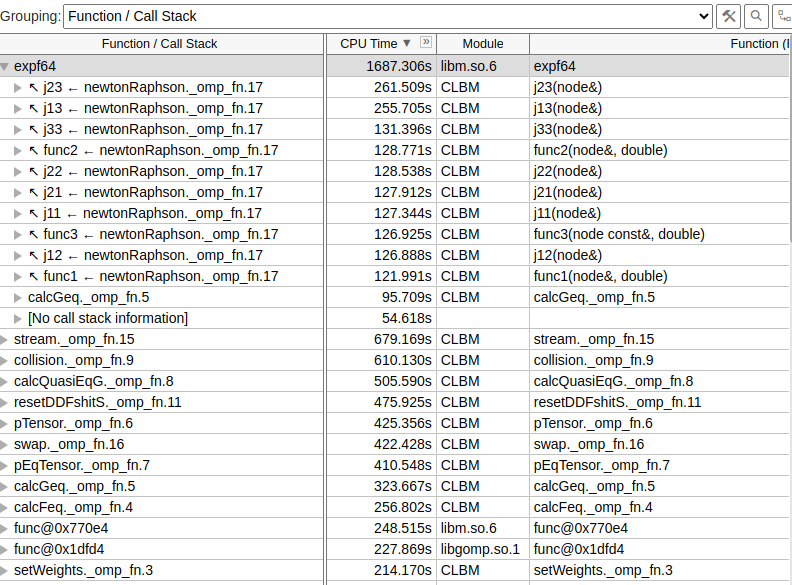 Grouping: Function / Call Stack
Function / Call Stack CPU Time ▼ » Module Function (
expf64 1687.306s libm.so.6 expf64
↖ j23 ← newtonRaphson._omp_fn.17 261.509s CLBM j23(node&)
↖ j13 ← newtonRaphson._omp_fn.17 255.705s CLBM j13(node&)
↖ j33 ← newtonRaphson._omp_fn.17 131.396s CLBM j33(node&)
↖ func2 ← newtonRaphson._omp_fn.17 128.771s CLBM func2(node&, double)
↖ j22 ← newtonRaphson._omp_fn.17 128.538s CLBM j22(node&)
↖ j21 ← newtonRaphson._omp_fn.17 127.912s CLBM j21(node&)
↖ j11 ← newtonRaphson._omp_fn.17 127.344s CLBM j11(node&)
↖ func3 ← newtonRaphson._omp_fn.17 126.925s CLBM func3(node const&, double)
↖ j12 ← newtonRaphson._omp_fn.17 126.888s CLBM j12(node&)
↖ func1 ← newtonRaphson._omp_fn.17 121.991s CLBM func1(node&, double)
calcGeq._omp_fn.5 95.709s CLBM calcGeq._omp_fn.5
[No call stack information] 54.618s
stream._omp_fn.15 679.169s CLBM stream._omp_fn.15
collision._omp_fn.9 610.130s CLBM collision._omp_fn.9
calcQuasiEqG._omp_fn.8 505.590s CLBM calcQuasiEqG._omp_fn.8
resetDDFshitS._omp_fn.11 475.925s CLBM resetDDFshitS._omp_fn.11
pTensor._omp_fn.6 425.356s CLBM pTensor._omp_fn.6
swap._omp_fn.16 422.428s CLBM swap._omp_fn.16
pEqTensor._omp_fn.7 410.548s CLBM pEqTensor._omp_fn.7
calcGeq._omp_fn.5 323.667s CLBM calcGeq._omp_fn.5
calcFeq._omp_fn.4 256.802s CLBM calcFeq._omp_fn.4
func@0x770e4 248.515s libm.so.6 func@0x770e4
func@0x1dfd4 227.869s libgomp.so.1 func@0x1dfd4
setWeights._omp_fn.3 214.170s CLBM setWeights._omp_fn.3